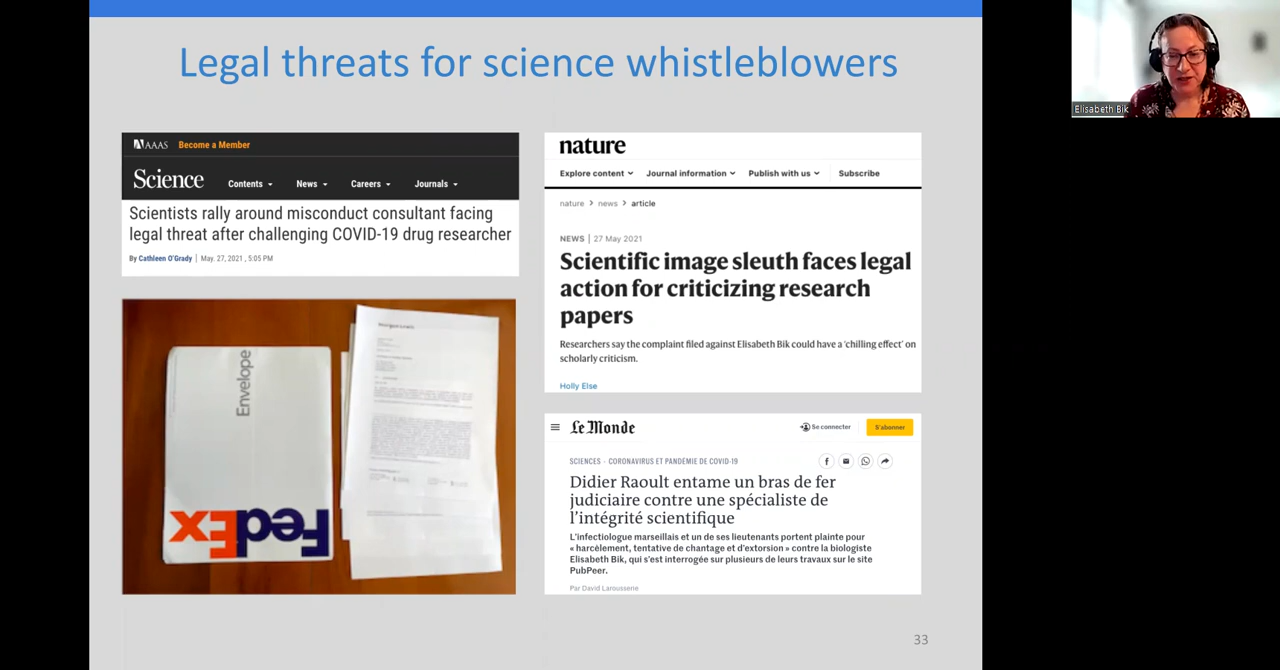 Legal threats for science whistleblowers
AAAS Become a Member
Science Contents News Careers Journals
Scientists rally around misconduct consultant facing
legal threat after challenging COVID-19 drug researcher
By Cathleen O'Grady | May. 27, 2021 , 5:05 PM
Envelope
FedEx
nature
Explore content Journal information Publish with us Subscribe
nature > news > article
NEWS | 27 May 2021
Scientific image sleuth faces legal
action for criticizing research
papers
Researchers say the complaint filed against Elisabeth Bik could have a 'chilling effect' on
scholarly criticism.
Holly Else
Le Monde Se connecter S'abonner
SCIENCES · CORONAVIRUS ET PANDÉMIE DE COVID-19
Didier Raoult entame un bras de fer
judiciaire contre une spécialiste de
l'intégrité scientifique
L'infectiologue marseillais et un de ses lieutenants portent plainte pour
« harcèlement, tentative de chantage et d'extorsion » contre la biologiste
Elisabeth Bik, qui s'est interrogée sur plusieurs de leurs travaux sur le site
PubPeer.
Par David Larousserie
33
Elisabeth Bik